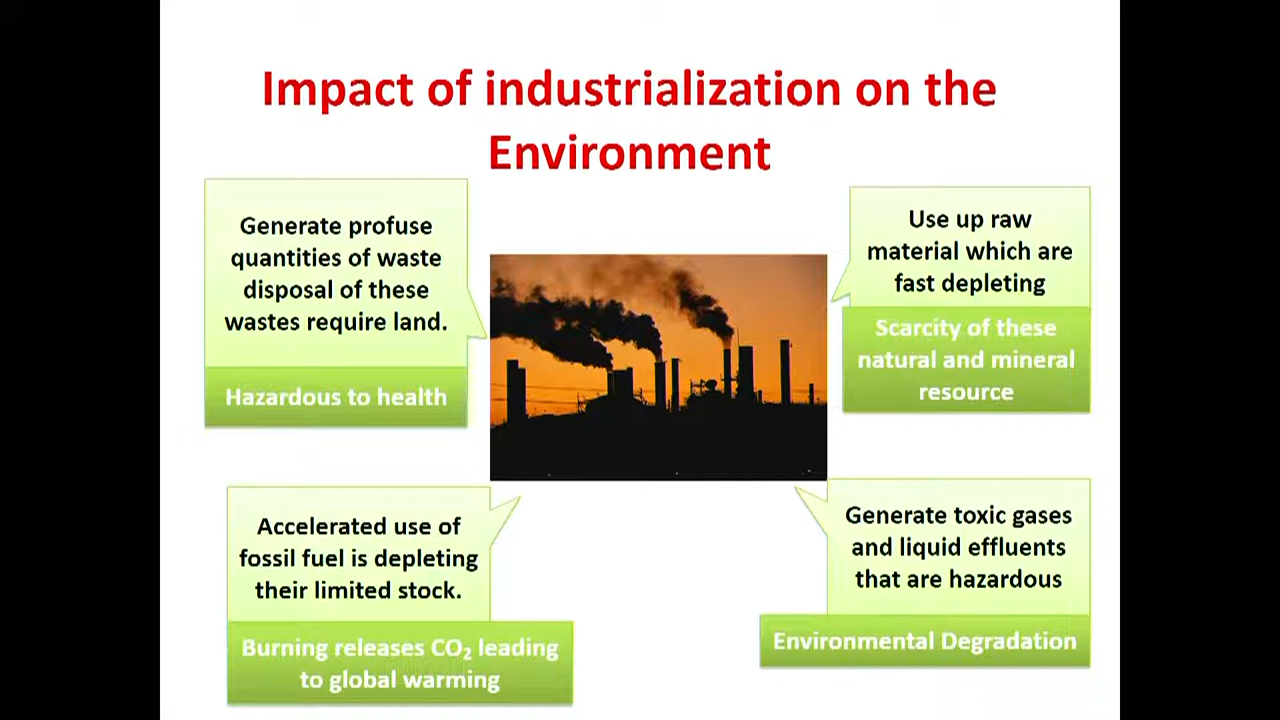 Impact of industrialization on the
Environment
Generate profuse
quantities of waste
disposal of these
wastes require land.
Hazardous to health
Use up raw
material which are
fast depleting
Scarcity of these
natural and mineral
resource
Accelerated use of
fossil fuel is depleting
their limited stock.
Burning releases CO₂ leading
to global warming
Generate toxic gases
and liquid effluents
that are hazardous
Environmental Degradation